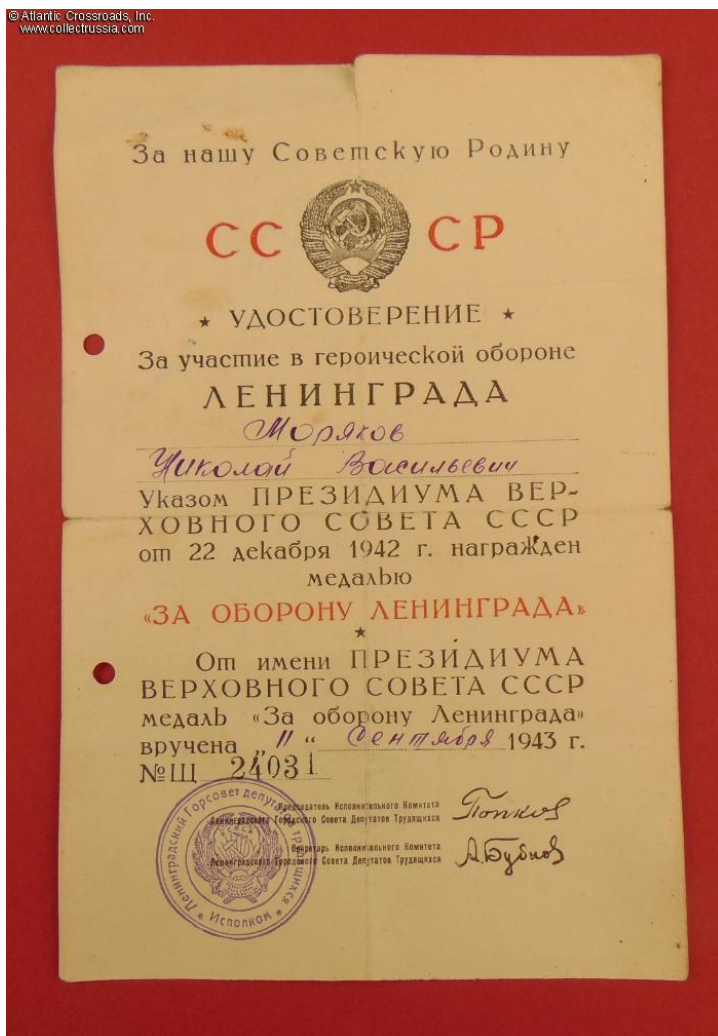 © Atlantic Crossroads, Inc.
www.collectrussia.com
За нашу Советскую Родину
СС СР
★ УДОСТОВЕРЕНИЕ ★
За участие в героической обороне
ЛЕНИНГРАДА
Моряков
Николай Васильевич
Указом ПРЕЗИДИУМА ВЕР-
ХОВНОГО СОВЕТА СССР
от 22 декабря 1942 г. награжден
медалью
«ЗА ОБОРОНУ ЛЕНИНГРАДА»
★
От имени ПРЕЗИДИУМА
ВЕРХОВНОГО СОВЕТА СССР
медаль «За оборону Ленинграда»
вручена „11“ Сентября 1943 г.
№Щ 24031
Председатель Исполнительного Комитета
Ленинградского Городского Совета Депутатов Трудящихся
Попков
Секретарь Исполнительного Комитета
Ленинградского Городского Совета Депутатов Трудящихся
А.Бубнов
Ленинградский Горсовет депутатов трудящихся
★ Исполком ★